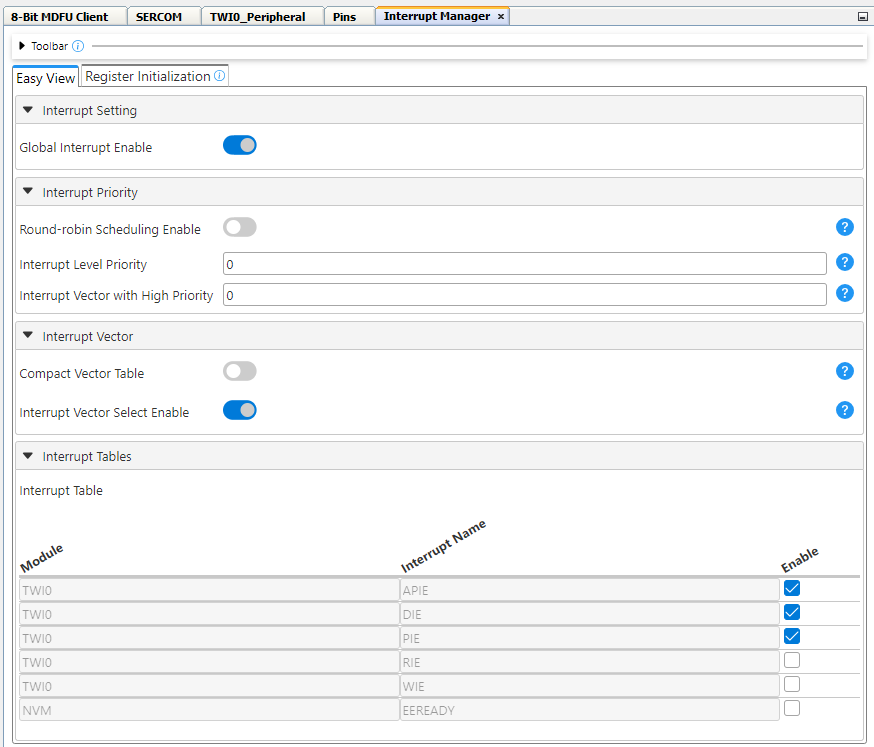 8-Bit MDFU Client SERCOM TWI0_Peripheral Pins Interrupt Manager ×
Toolbar
Easy View Register Initialization
Interrupt Setting
Global Interrupt Enable
Interrupt Priority
Round-robin Scheduling Enable ?
Interrupt Level Priority 0 ?
Interrupt Vector with High Priority 0 ?
Interrupt Vector
Compact Vector Table ?
Interrupt Vector Select Enable ?
Interrupt Tables
Interrupt Table
Module Interrupt Name Enable
TWI0 APIE
TWI0 DIE
TWI0 PIE
TWI0 RIE
TWI0 WIE
NVM EEREADY